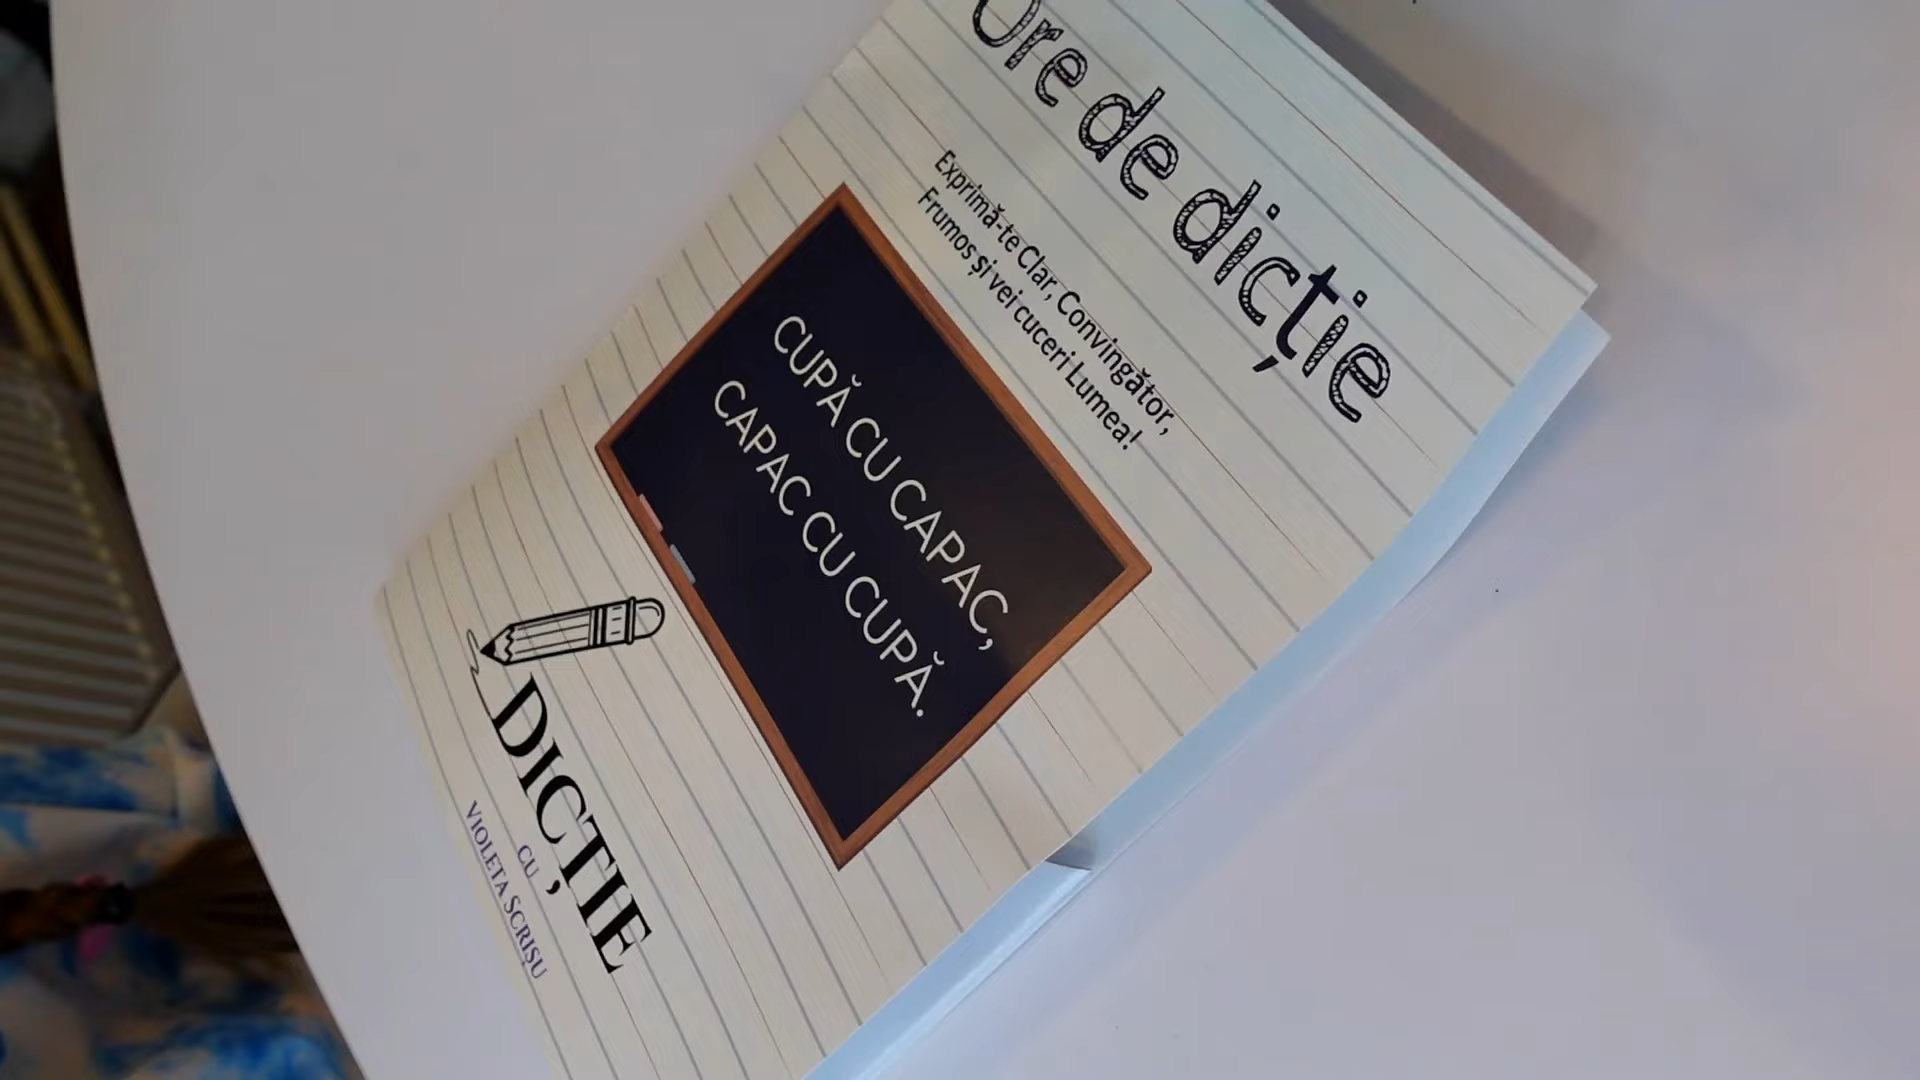 Ore de dicție
Exprimă-te Clar, Convingător,
Frumos și vei cuceri Lumea!
CUPĂ CU CAPAC,
CAPAC CU CUPĂ.
DICȚIE
CU
VIOLETA SCRISU